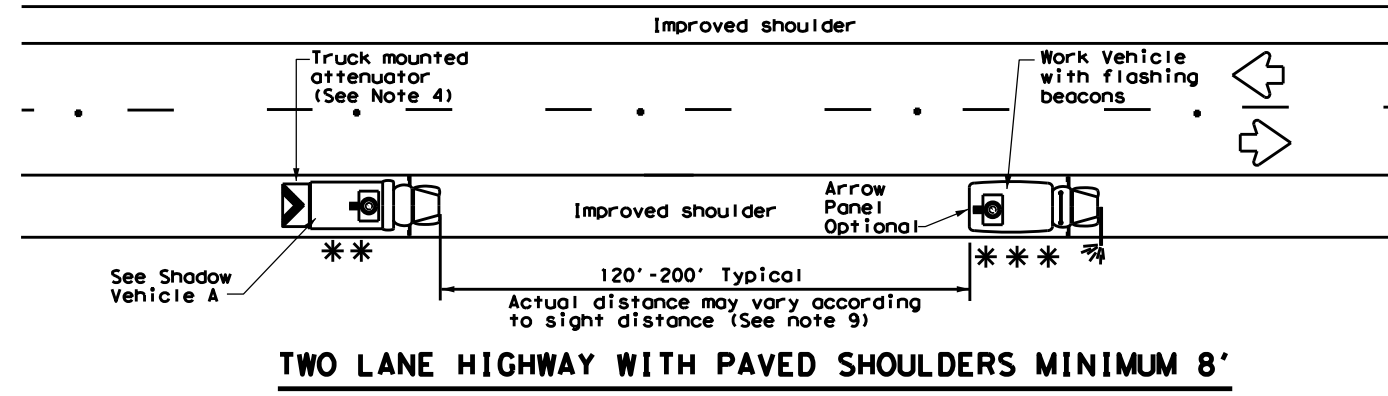 Improved shoulder
Truck mounted
attenuator
(See Note 4)
Work Vehicle
with flashing
beacons
Arrow
Panel
Optional
Improved shoulder
See Shadow
Vehicle A
120'-200' Typical
Actual distance may vary according
to sight distance (See note 9)
TWO LANE HIGHWAY WITH PAVED SHOULDERS MINIMUM 8'